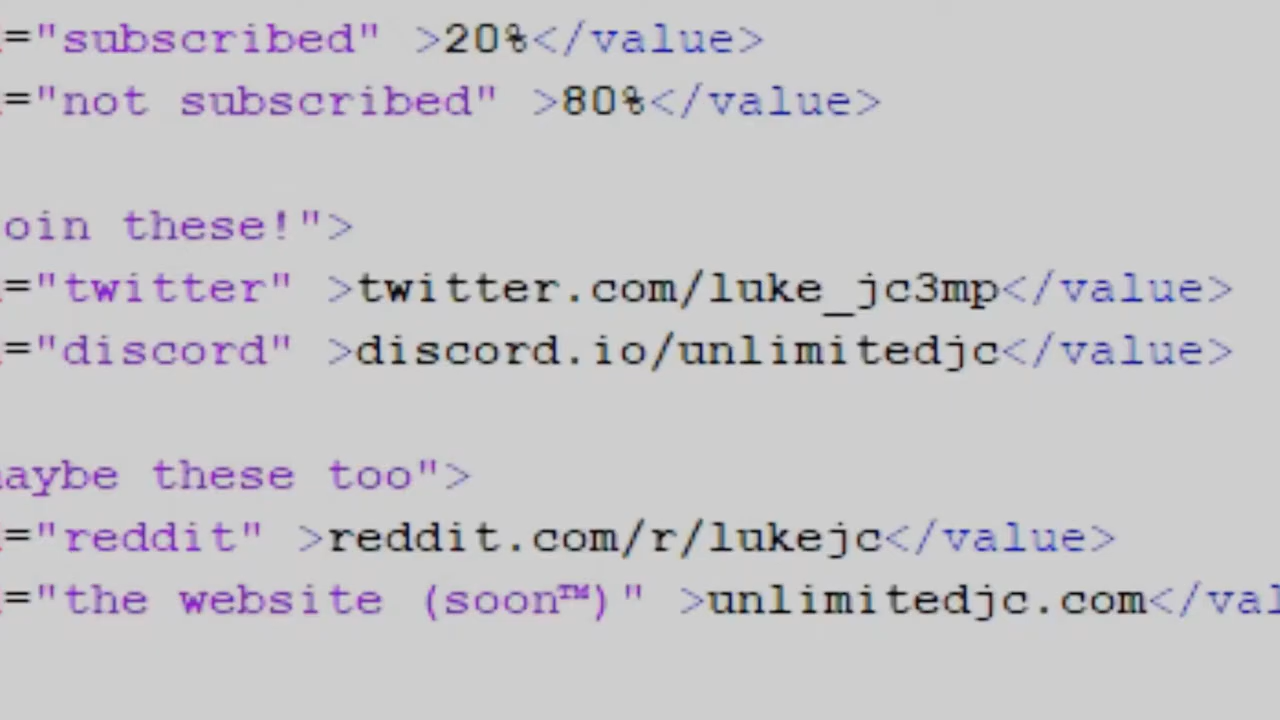 ="subscribed" >20%</value>
="not subscribed" >80%</value>
oin these!">
="twitter" >twitter.com/luke_jc3mp</value>
="discord" >discord.io/unlimitedjc</value>
aybe these too">
="reddit" >reddit.com/r/lukejc</value>
="the website (soon™)" >unlimitedjc.com</val